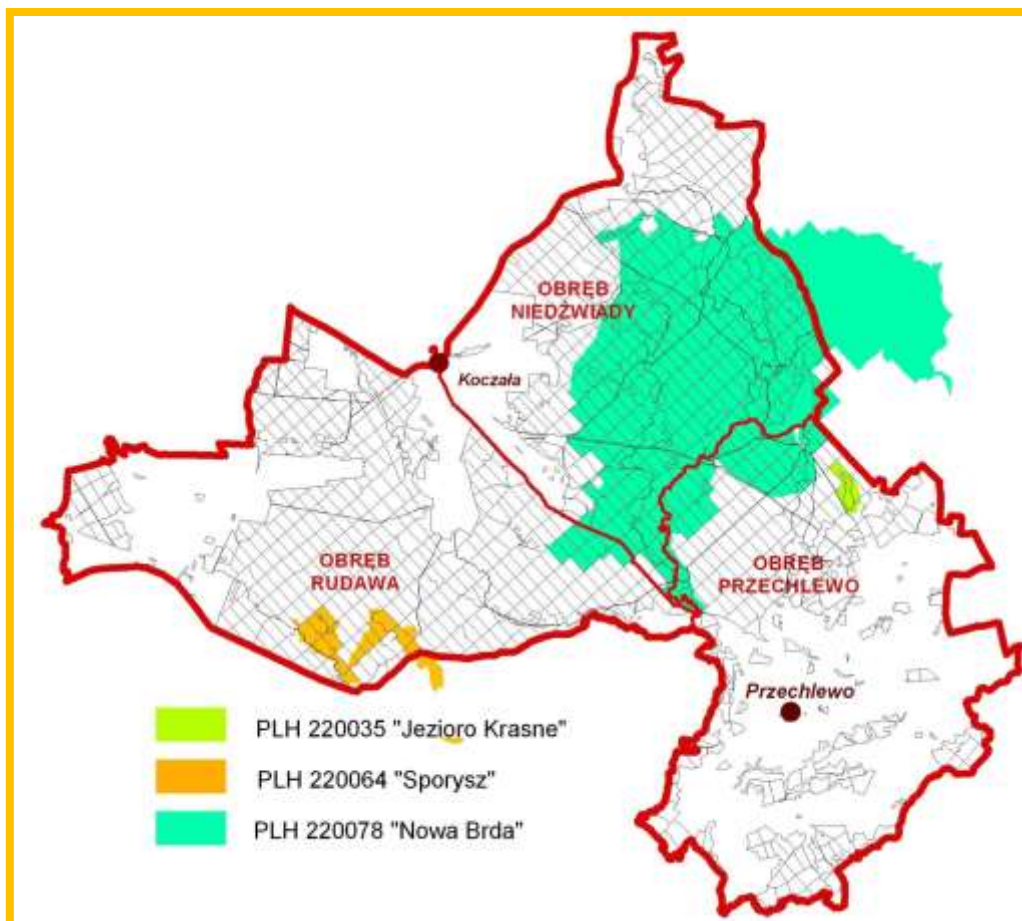 OBRĘB
NIEDŹWIADY
Koczała
OBRĘB
RUDAWA
OBRĘB
PRZECHLEWO
Przechlewo
PLH 220035 "Jezioro Krasne"
PLH 220064 "Sporysz"
PLH 220078 "Nowa Brda"